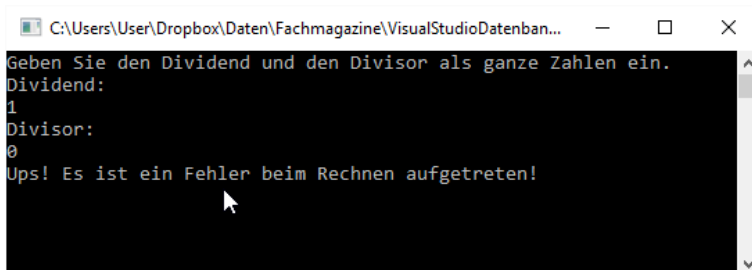 C:\Users\User\Dropbox\Daten\Fachmagazine\VisualStudioDatenban...
Geben Sie den Dividend und den Divisor als ganze Zahlen ein.
Dividend:
1
Divisor:
0
Ups! Es ist ein Fehler beim Rechnen aufgetreten!